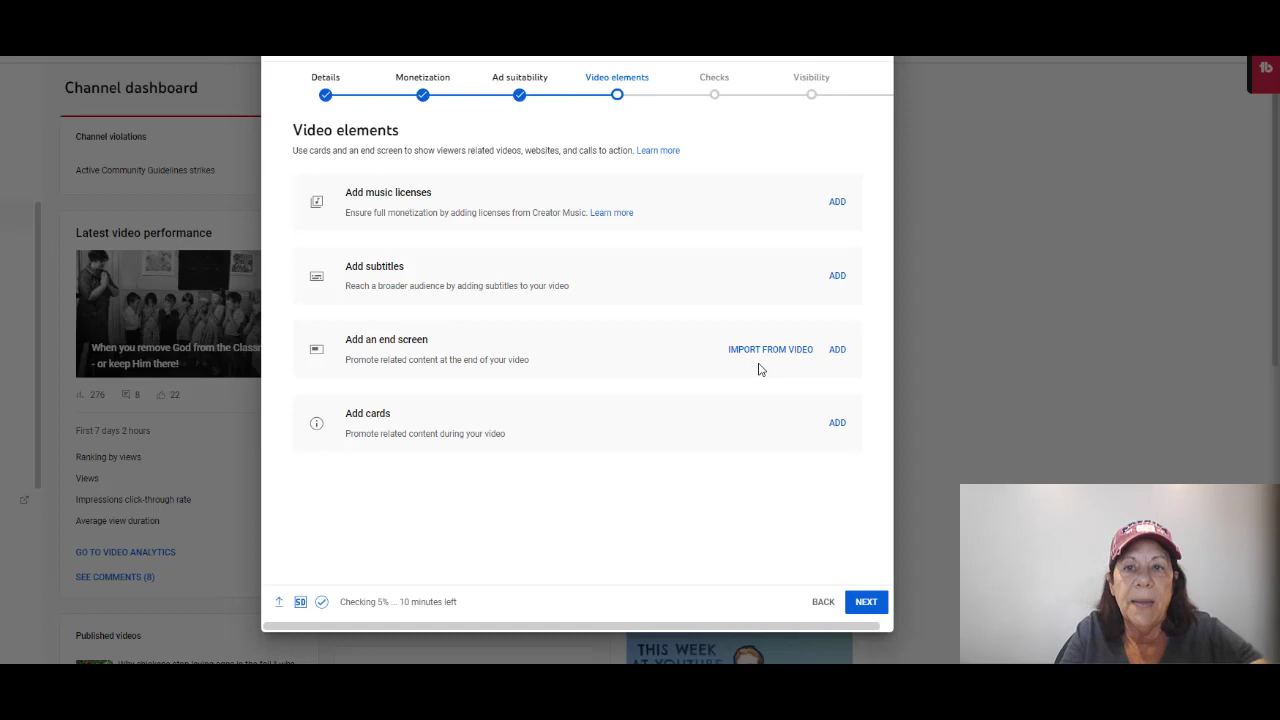 Details
Monetization
Ad suitability
Video elements
Checks
Visibility
Channel dashboard
Channel violations
Active Community Guidelines strikes
Latest video performance
When you remove God from the Classr
- or keep Him there!
276
8
22
First 7 days 2 hours
Ranking by views
Views
Impressions click-through rate
Average view duration
GO TO VIDEO ANALYTICS
SEE COMMENTS (8)
Published videos
Video elements
Use cards and an end screen to show viewers related videos, websites, and calls to action. Learn more
Add music licenses
Ensure full monetization by adding licenses from Creator Music. Learn more
ADD
Add subtitles
Reach a broader audience by adding subtitles to your video
ADD
Add an end screen
Promote related content at the end of your video
IMPORT FROM VIDEO
ADD
Add cards
Promote related content during your video
ADD
SD
Checking 5% ... 10 minutes left
BACK
NEXT
THIS WEEK
AT YOUTUBE
tb